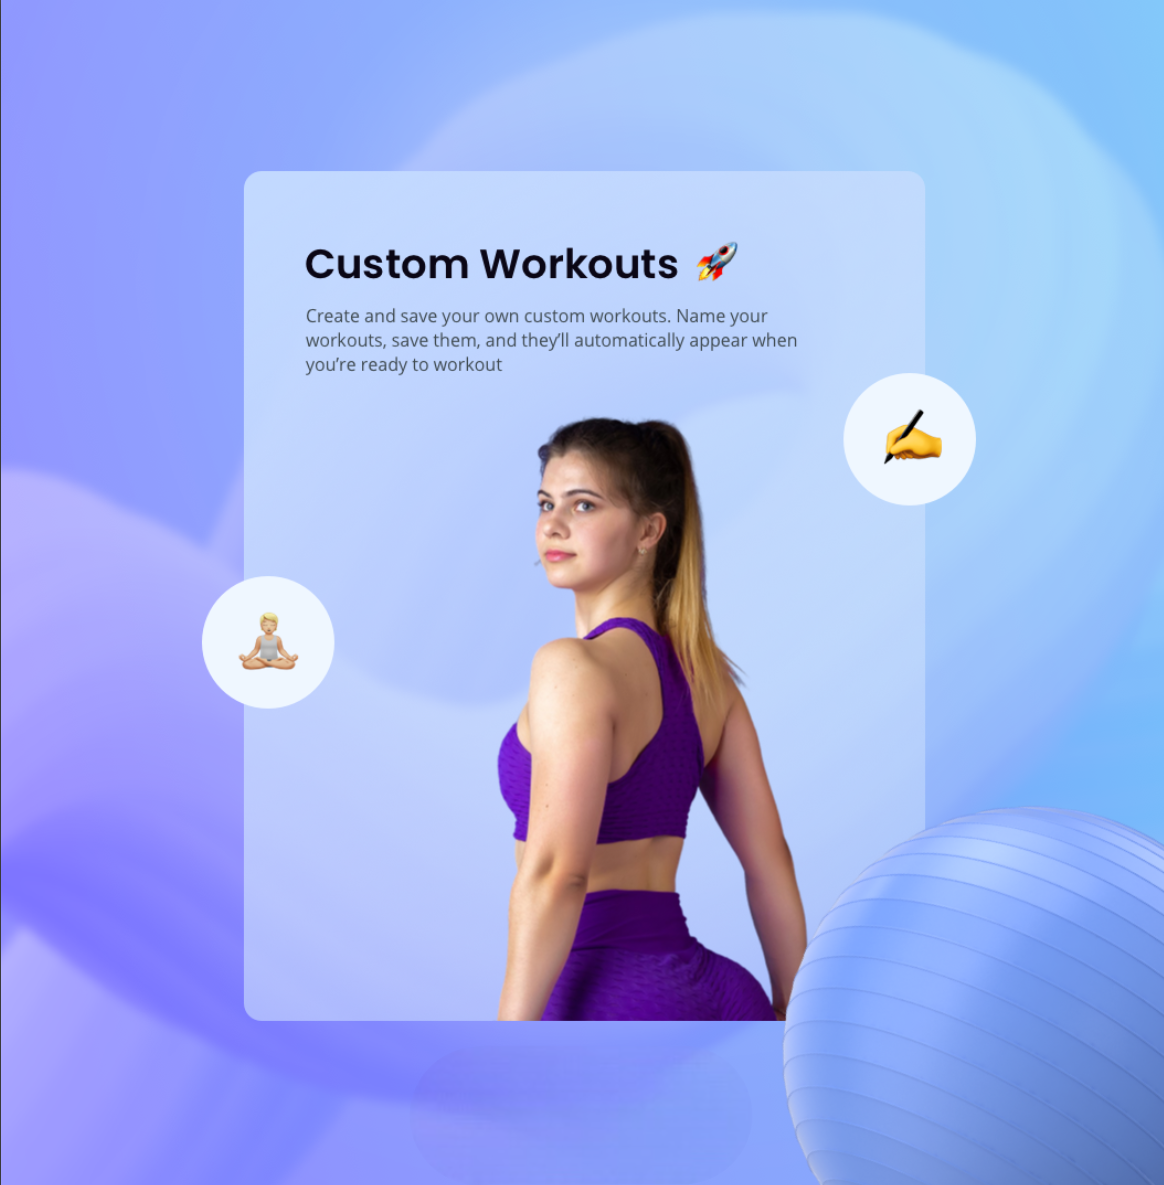 Custom Workouts 🚀
Create and save your own custom workouts. Name your
workouts, save them, and they’ll automatically appear when
you’re ready to workout